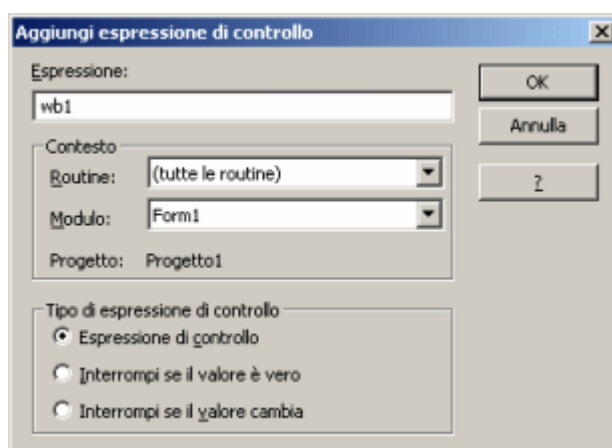 Aggiungi espressione di controllo
Espressione:
wb1
OK
Annulla
Contesto
Routine: (tutte le routine)
?
Modulo: Form1
Progetto: Progetto1
Tipo di espressione di controllo
Espressione di controllo
Interrompi se il valore è vero
Interrompi se il valore cambia